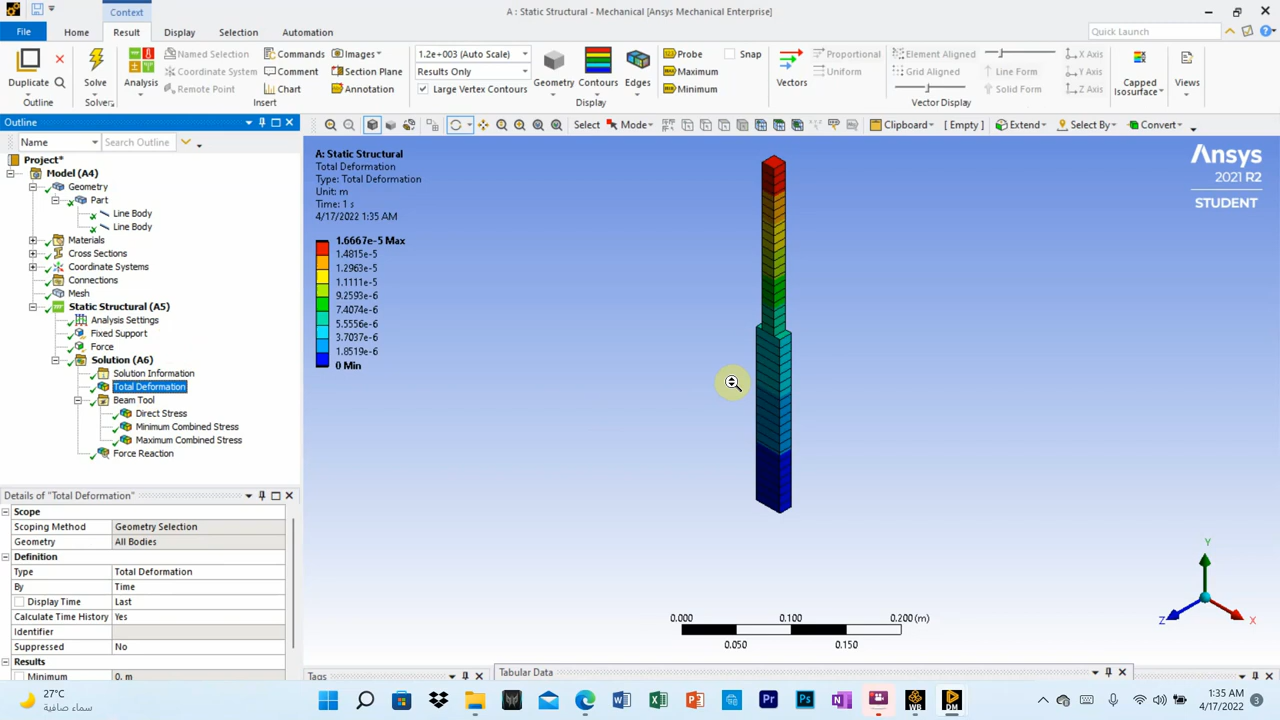 Context
A : Static Structural - Mechanical [Ansys Mechanical Enterprise]
File Home Result Display Selection Automation Quick Launch
Duplicate
Outline
Solve
Solver
Analysis
Named Selection
Coordinate System
Remote Point
Commands
Comment
Chart
Images
Section Plane
Annotation
Insert
1.2e+003 (Auto Scale)
Results Only
Large Vertex Contours
Geometry
Contours
Edges
Display
Probe
Maximum
Minimum
Snap
Vectors
Proportional
Uniform
Element Aligned
Grid Aligned
Line Form
Solid Form
X Axis
Y Axis
Z Axis
Vector Display
Capped
Isosurface
Views
Outline
Name Search Outline
Select Mode Clipboard [ Empty ] Extend Select By Convert
Project*
Model (A4)
Geometry
Part
Line Body
Line Body
Materials
Cross Sections
Coordinate Systems
Connections
Mesh
Static Structural (A5)
Analysis Settings
Fixed Support
Force
Solution (A6)
Solution Information
Total Deformation
Beam Tool
Direct Stress
Minimum Combined Stress
Maximum Combined Stress
Force Reaction
Details of "Total Deformation"
Scope
Scoping Method Geometry Selection
Geometry All Bodies
Definition
Type Total Deformation
By Time
Display Time Last
Calculate Time History Yes
Identifier
Suppressed No
Results
Minimum 0. m
A: Static Structural
Total Deformation
Type: Total Deformation
Unit: m
Time: 1 s
4/17/2022 1:35 AM
1.6667e-5 Max
1.4815e-5
1.2963e-5
1.1111e-5
9.2593e-6
7.4074e-6
5.5556e-6
3.7037e-6
1.8519e-6
0 Min
Ansys
2021 R2
STUDENT
Y
Z
X
0.000 0.100 0.200 (m)
0.050 0.150
Tags
Tabular Data
27°C
سماء صافية
Pr
Ps
WB
DM
1:35 AM
4/17/2022
3